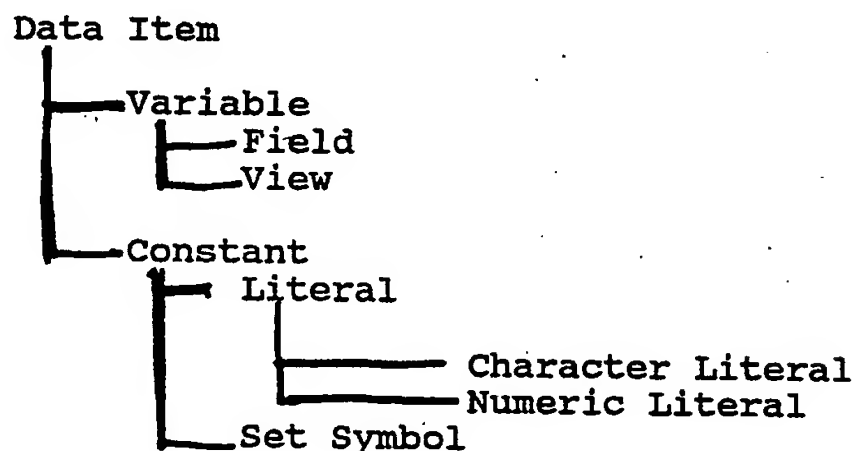 Data Item
Variable
Field
View
Constant
Literal
Character Literal
Numeric Literal
Set Symbol